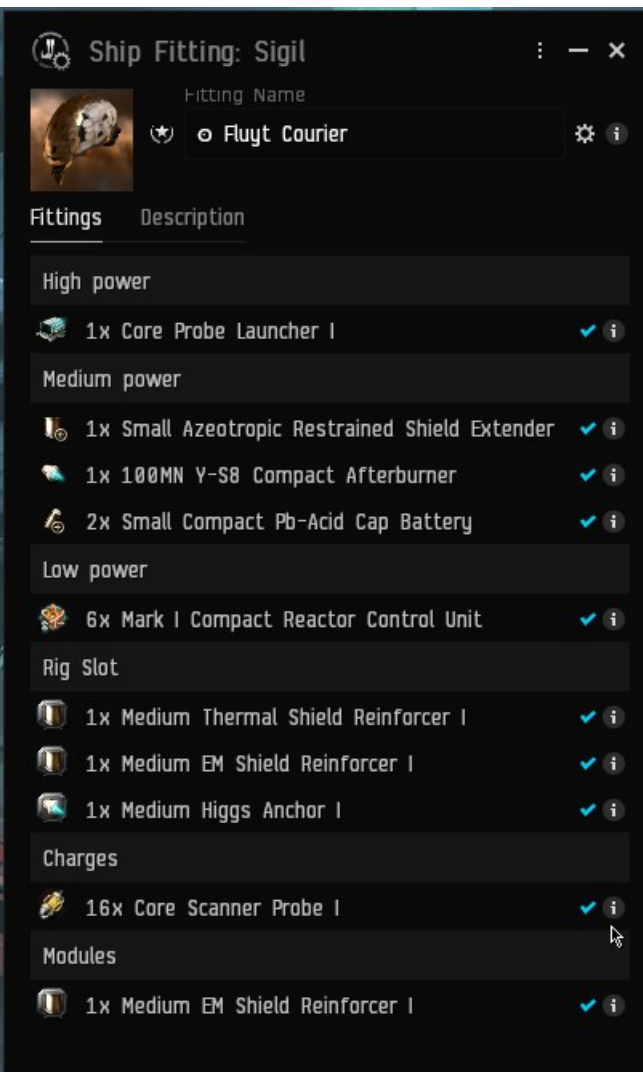 Ship Fitting: Sigil
Fitting Name
Fluyt Courier
Fittings Description
High power
1x Core Probe Launcher I
Medium power
1x Small Azeotropic Restrained Shield Extender
1x 100MN Y-S8 Compact Afterburner
2x Small Compact Pb-Acid Cap Battery
Low power
6x Mark I Compact Reactor Control Unit
Rig Slot
1x Medium Thermal Shield Reinforcer I
1x Medium EM Shield Reinforcer I
1x Medium Higgs Anchor I
Charges
16x Core Scanner Probe I
Modules
1x Medium EM Shield Reinforcer I